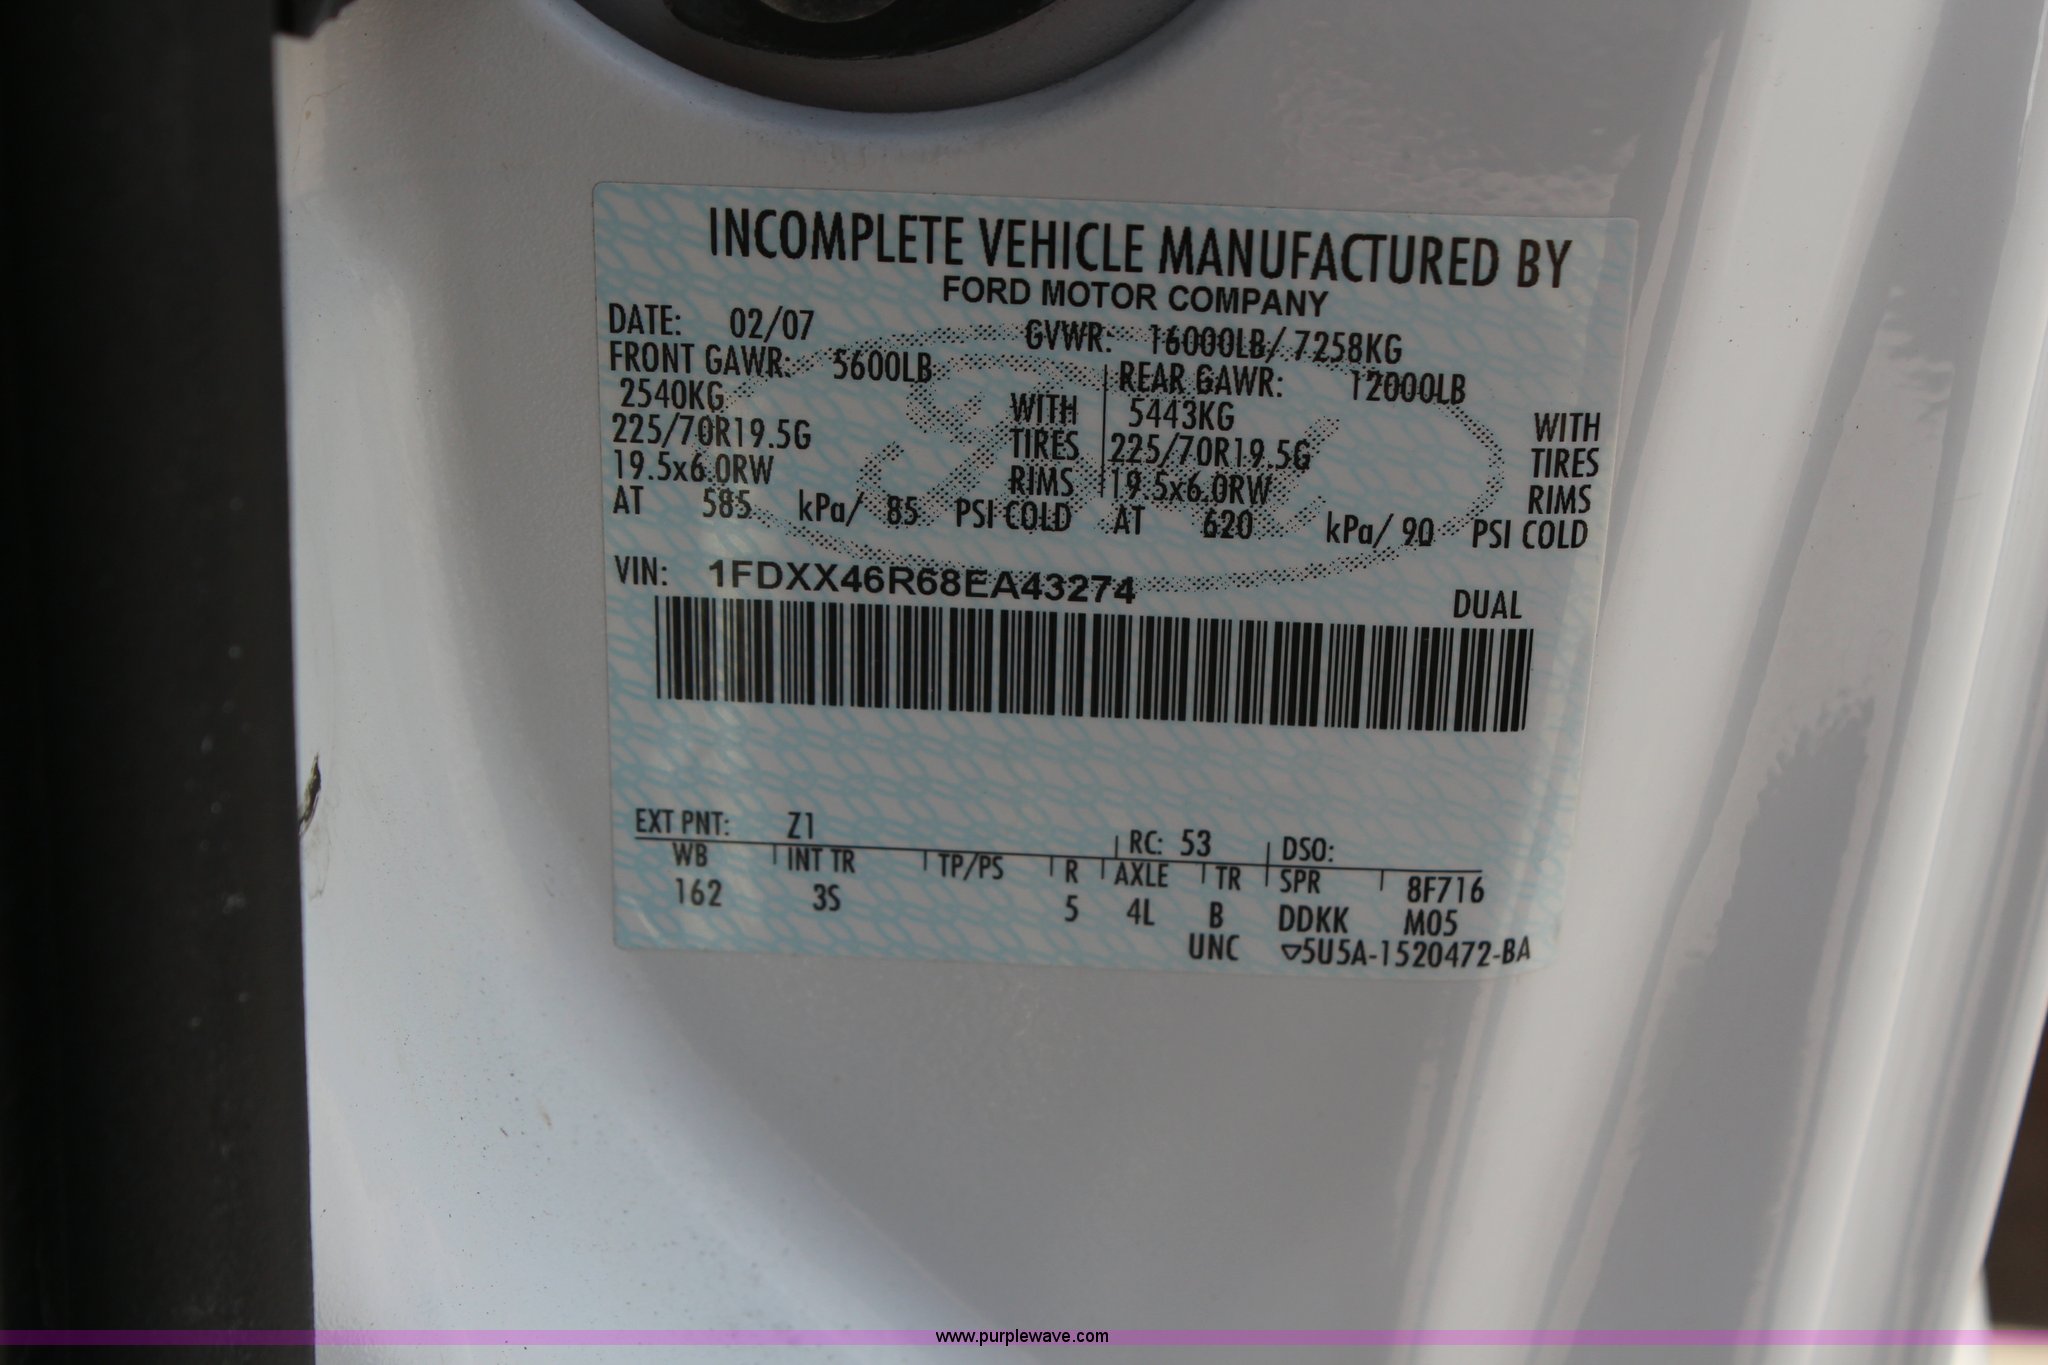 INCOMPLETE VEHICLE MANUFACTURED BY
FORD MOTOR COMPANY
DATE: 02/07 GVWR: 16000LB/ 7258KG
FRONT GAWR: 5600LB REAR GAWR: 12000LB
2540KG WITH 5443KG WITH
225/70R19.5G TIRES 225/70R19.5G TIRES
19.5x6.0RW RIMS 19.5x6.0RW RIMS
AT 585 kPa/ 85 PSI COLD AT 620 kPa/ 90 PSI COLD
VIN: 1FDXX46R68EA43274 DUAL
EXT PNT: Z1 RC: 53 DSO:
WB INT TR TP/PS R AXLE TR SPR 8F716
162 3S 5 4L B DDKK M05
UNC ▽5U5A-1520472-BA
www.purplewave.com